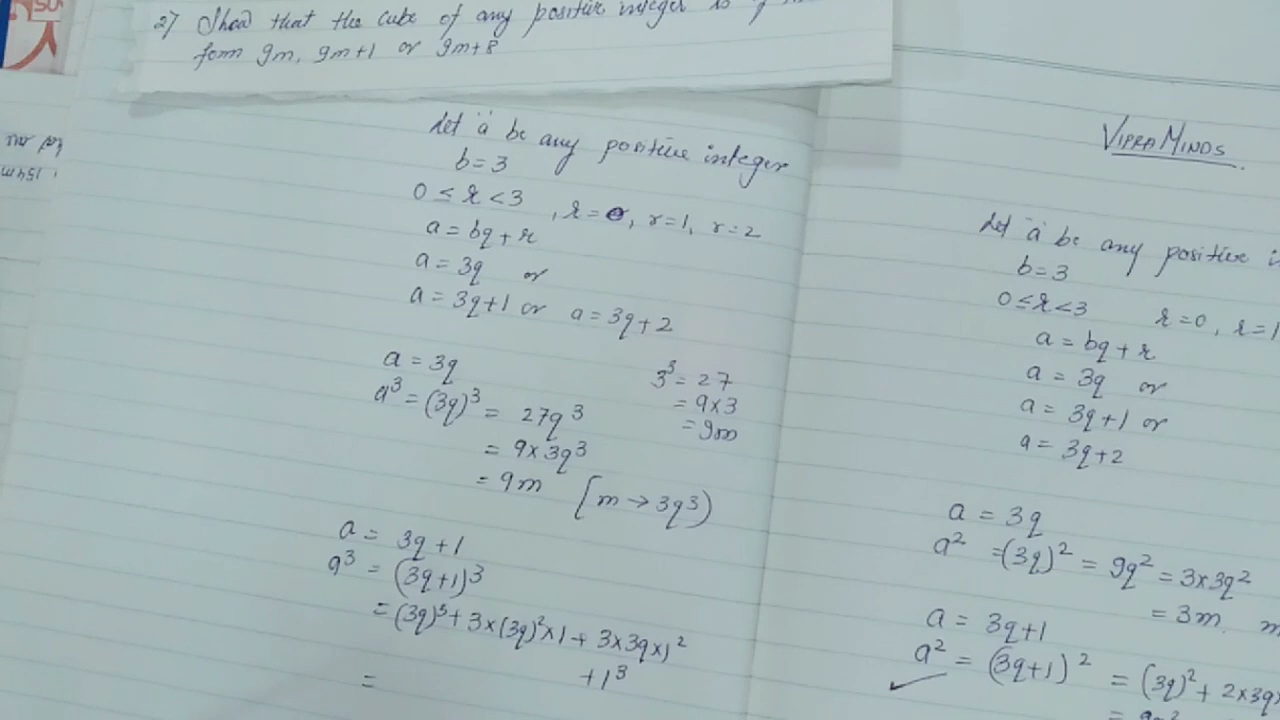 27 Show that the cube of any positive integer is of
form 9m, 9m+1 or 9m+8
Let 'a' be any positive integer
b=3
0 ≤ r < 3 , r=0, r=1, r=2
a = bq + r
a = 3q or
a = 3q+1 or a = 3q+2
a = 3q
a³ = (3q)³ = 27q³
= 9×3q³
= 9m [m → 3q³)
3³ = 27
= 9×3
= 9m
a = 3q +1
a³ = (3q+1)³
= (3q)³ + 3×(3q)²×1 + 3×3q×1²
+1³
=
VIPRA MINDS
Let 'a' be any positive
b=3
0≤r<3 r=0, r=1
a = bq + r
a = 3q or
a = 3q+1 or
a = 3q+2
a = 3q
a² =(3q)² = 9q² = 3×3q²
= 3m m
a = 3q+1
a² = (3q+1)² = (3q)² + 2×3q×